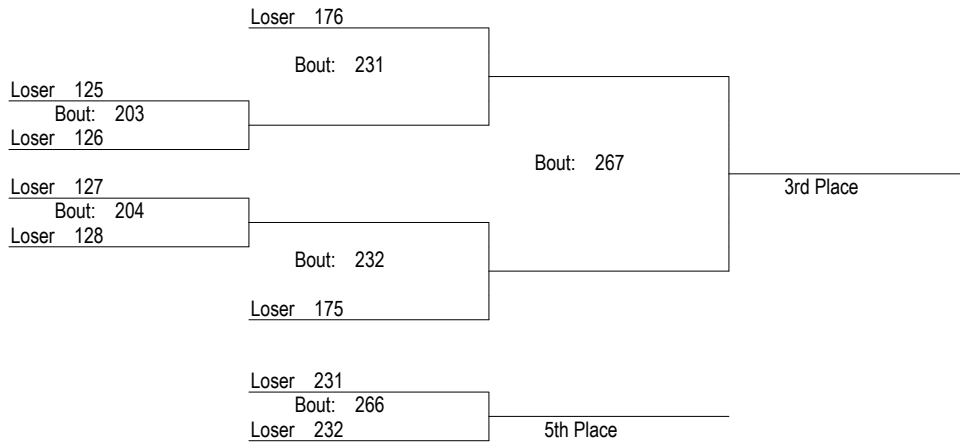 Loser 176
Bout: 231
Loser 125
Bout: 203
Loser 126
Bout: 267
Loser 127
3rd Place
Bout: 204
Loser 128
Bout: 232
Loser 175
Loser 231
Bout: 266
Loser 232
5th Place